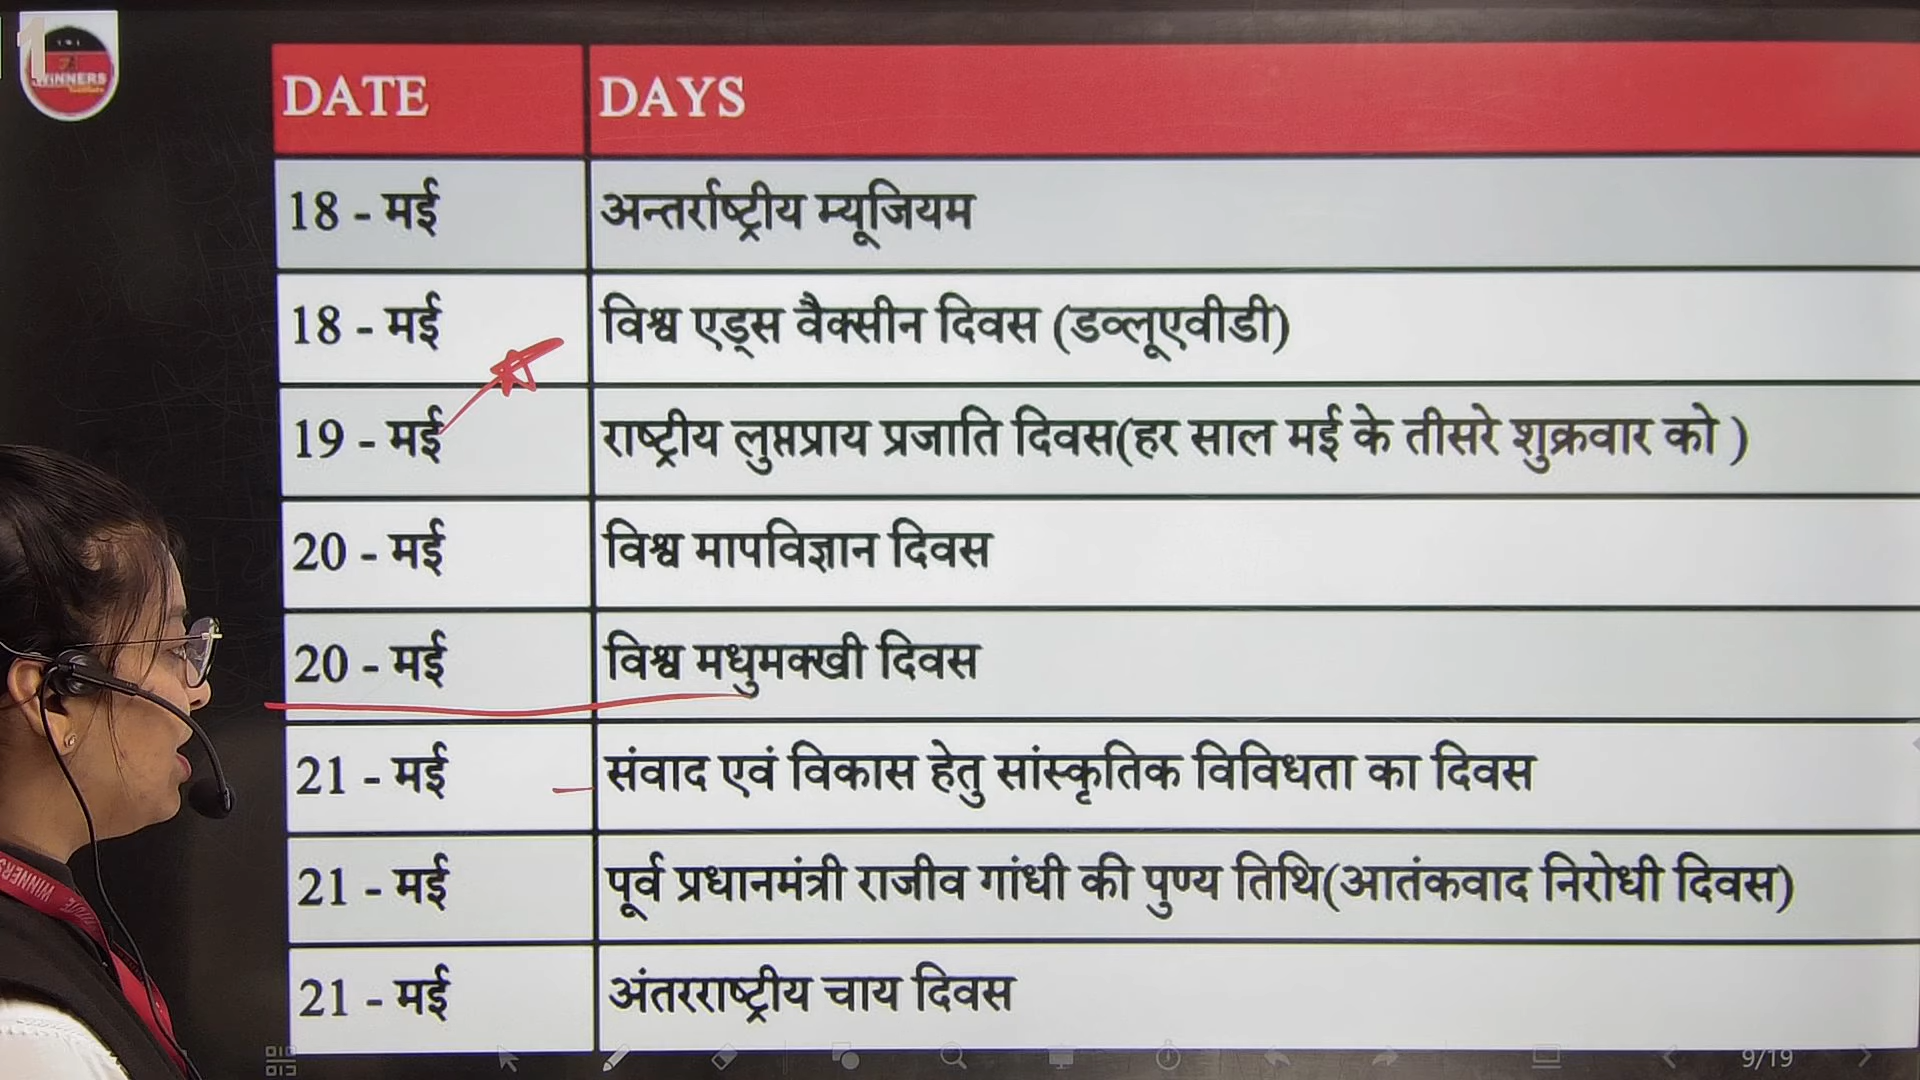 WINNERS
DATE DAYS
18 - मई अन्तर्राष्ट्रीय म्यूजियम
18 - मई विश्व एड्स वैक्सीन दिवस (डव्लूएवीडी)
19 - मई राष्ट्रीय लुप्तप्राय प्रजाति दिवस(हर साल मई के तीसरे शुक्रवार को )
20 - मई विश्व मापविज्ञान दिवस
20 - मई विश्व मधुमक्खी दिवस
21 - मई संवाद एवं विकास हेतु सांस्कृतिक विविधता का दिवस
21 - मई पूर्व प्रधानमंत्री राजीव गांधी की पुण्य तिथि(आतंकवाद निरोधी दिवस)
21 - मई अंतरराष्ट्रीय चाय दिवस
WINNERS
9/19